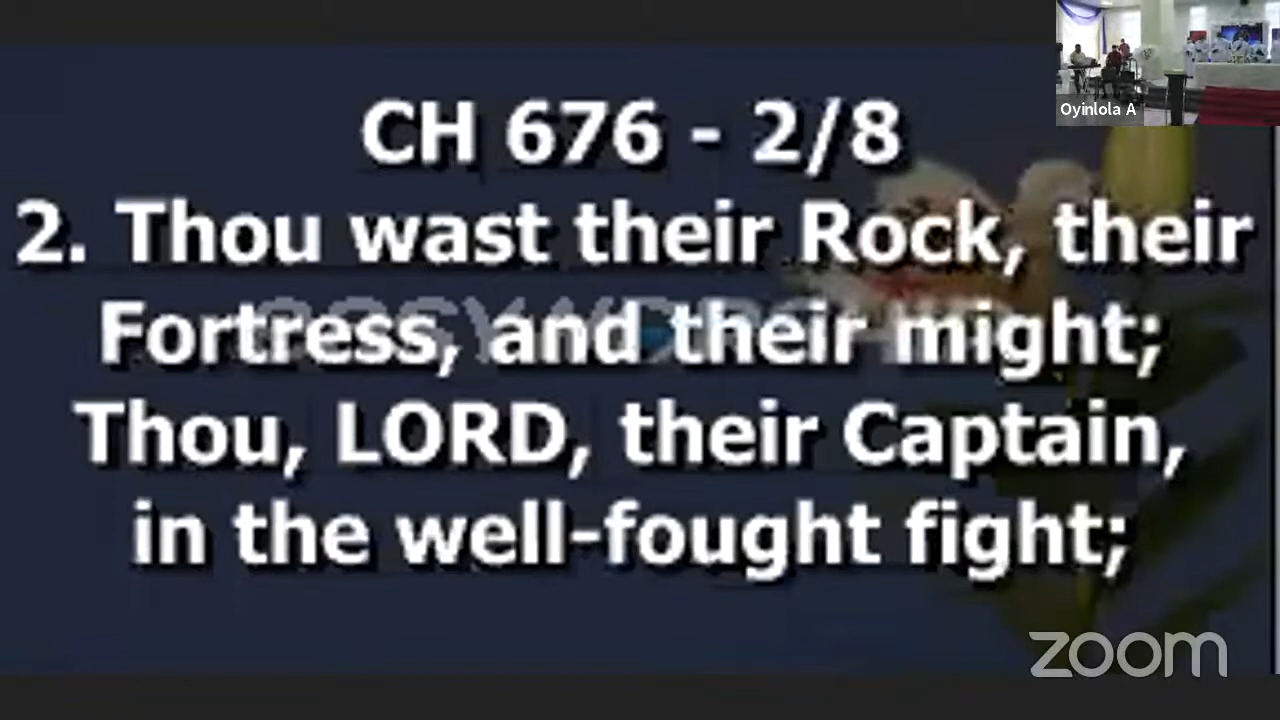 CH 676 - 2/8
2. Thou wast their Rock, their
Fortress, and their might;
Thou, LORD, their Captain,
in the well-fought fight;
Oyinlola A
zoom